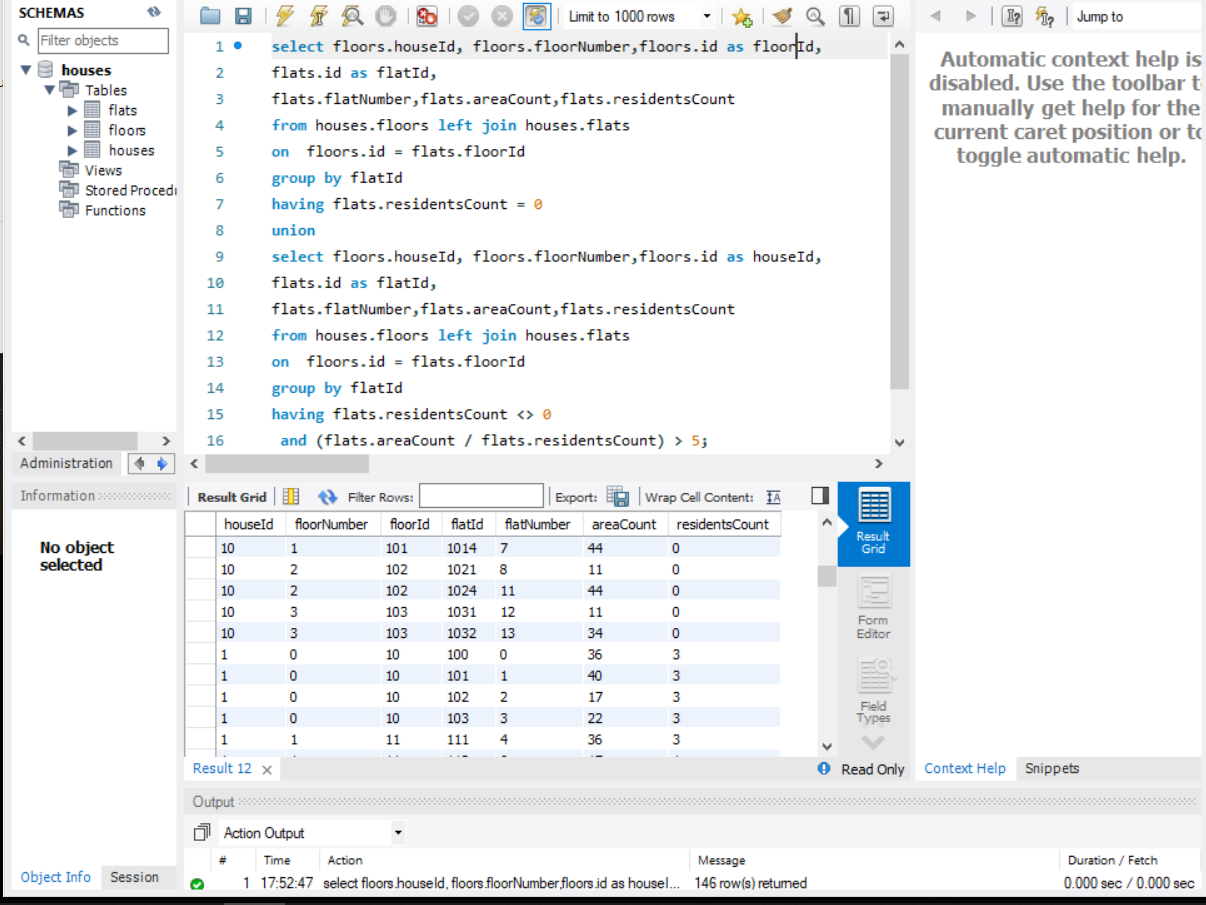 SCHEMAS
Filter objects
houses
Tables
flats
floors
houses
Views
Stored Procedu
Functions
Administration
Information
No object
selected
Object Info Session
Limit to 1000 rows
1 select floors.houseId, floors.floorNumber,floors.id as floorId,
2 flats.id as flatId,
3 flats.flatNumber,flats.areaCount,flats.residentsCount
4 from houses.floors left join houses.flats
5 on  floors.id = flats.floorId
6 group by flatId
7 having flats.residentsCount = 0
8 union
9 select floors.houseId, floors.floorNumber,floors.id as houseId,
10 flats.id as flatId,
11 flats.flatNumber,flats.areaCount,flats.residentsCount
12 from houses.floors left join houses.flats
13 on  floors.id = flats.floorId
14 group by flatId
15 having flats.residentsCount <> 0
16  and (flats.areaCount / flats.residentsCount) > 5;
Result Grid Filter Rows: Export: Wrap Cell Content: IA
houseId floorNumber floorId flatId flatNumber areaCount residentsCount
10 1 101 1014 7 44 0
10 2 102 1021 8 11 0
10 2 102 1024 11 44 0
10 3 103 1031 12 11 0
10 3 103 1032 13 34 0
1 0 10 100 0 36 3
1 0 10 101 1 40 3
1 0 10 102 2 17 3
1 0 10 103 3 22 3
1 1 11 111 4 36 3
Result
Grid
Form
Editor
Field
Types
Result 12 Read Only
Jump to
Automatic context help is
disabled. Use the toolbar t
manually get help for the
current caret position or to
toggle automatic help.
Context Help Snippets
Output
Action Output
# Time Action Message Duration / Fetch
1 17:52:47 select floors.houseId, floors.floorNumber,floors.id as housel... 146 row(s) returned 0.000 sec / 0.000 sec